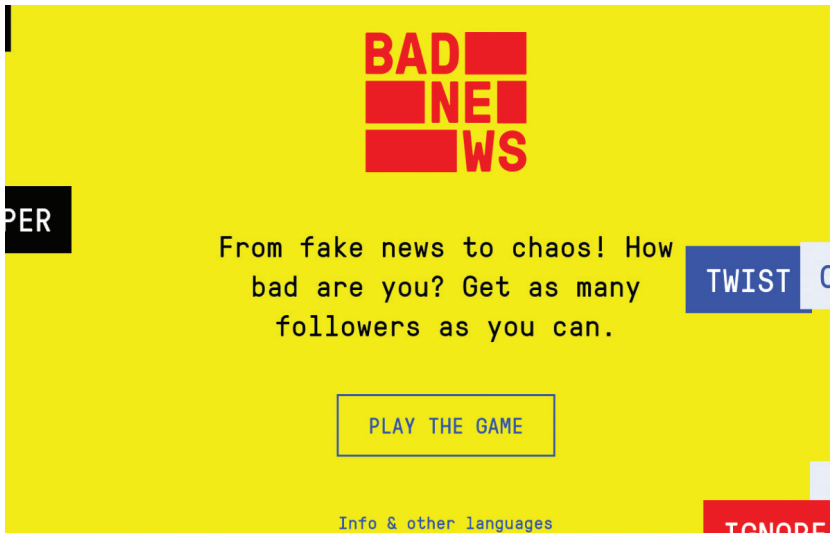 BAD
NE
WS
PER
From fake news to chaos! How
bad are you? Get as many
followers as you can.
TWIST
PLAY THE GAME
Info & other languages
IGNORE